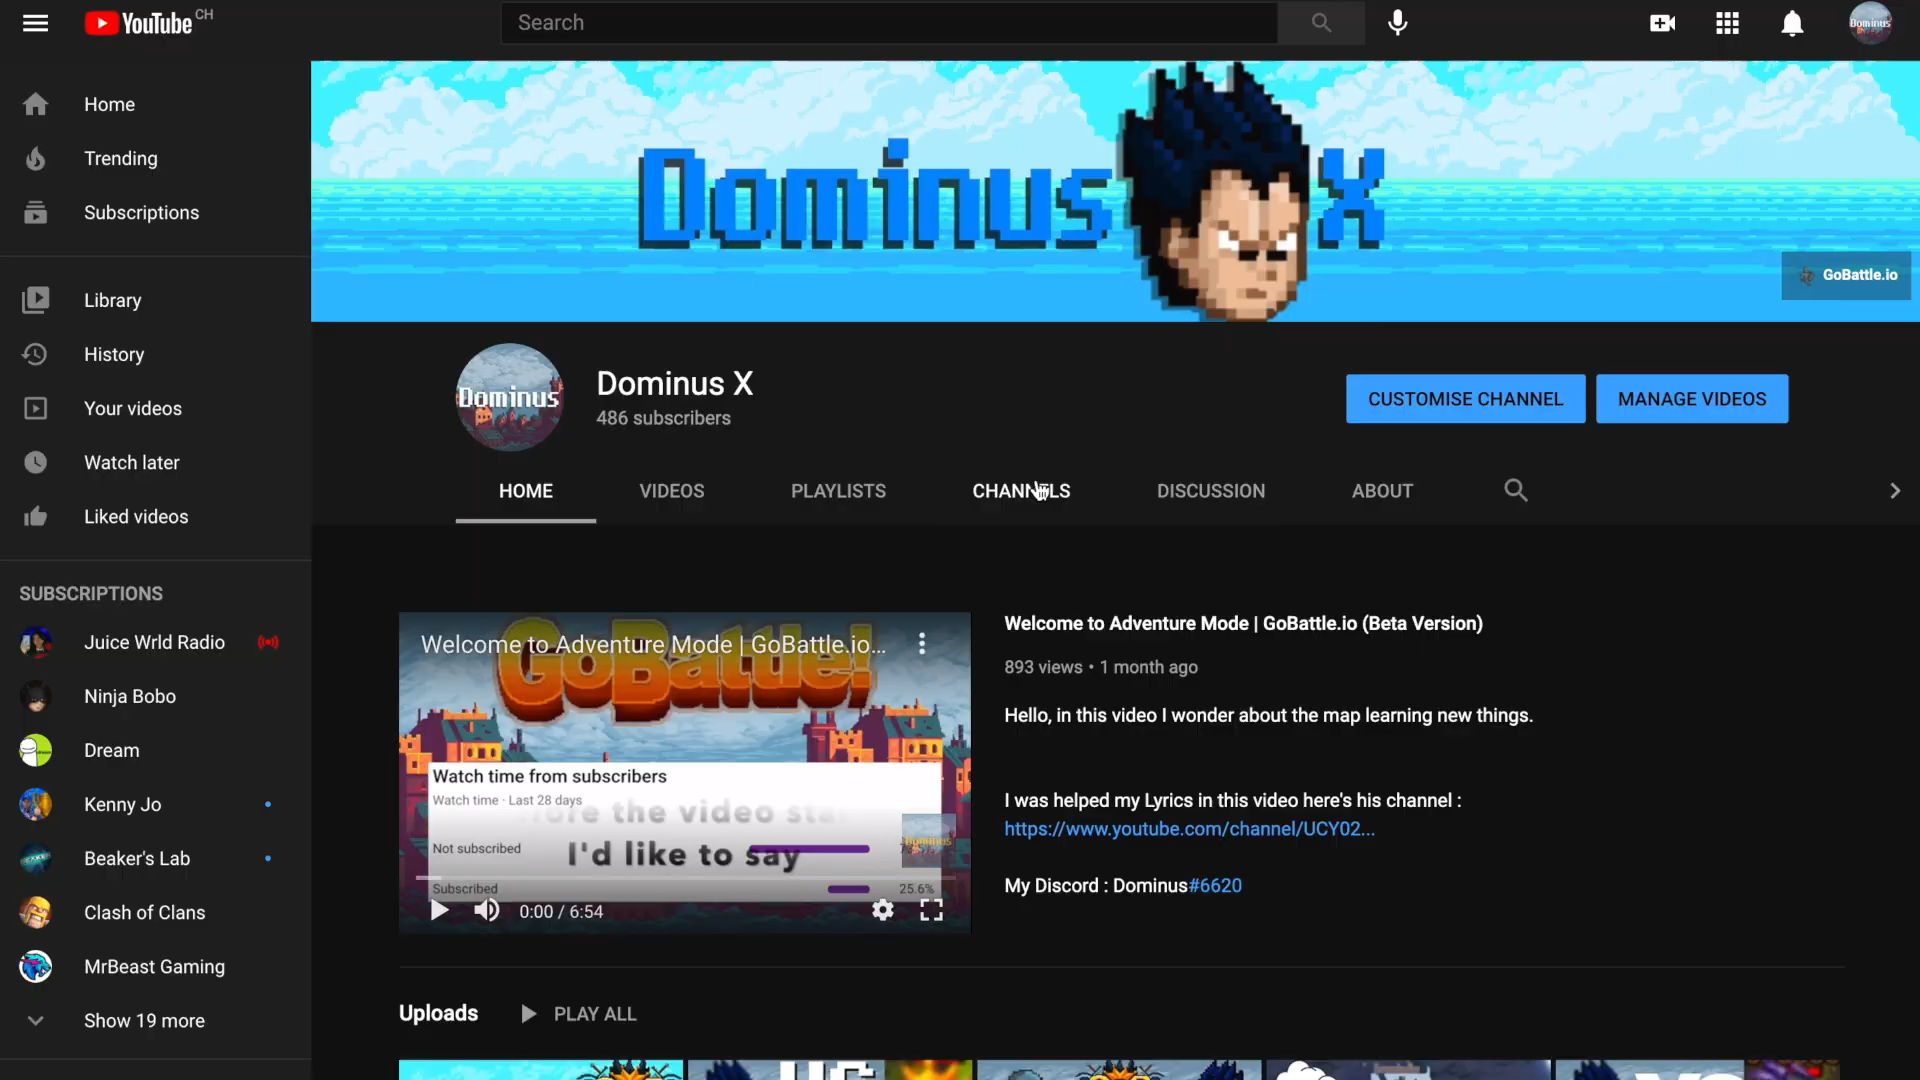 YouTube CH
Search
Dominus
Home
Trending
Subscriptions
Library
History
Your videos
Watch later
Liked videos
SUBSCRIPTIONS
Juice Wrld Radio
Ninja Bobo
Dream
Kenny Jo
Beaker's Lab
Clash of Clans
MrBeast Gaming
Show 19 more
Dominus X
GoBattle.io
Dominus
Dominus X
486 subscribers
CUSTOMISE CHANNEL
MANAGE VIDEOS
HOME
VIDEOS
PLAYLISTS
CHANNELS
DISCUSSION
ABOUT
GoBattle!
Welcome to Adventure Mode | GoBattle.io...
Watch time from subscribers
Watch time · Last 28 days
the video
Not subscribed
I'd like to say
Dominus
Subscribed
25.6%
0:00 / 6:54
Welcome to Adventure Mode | GoBattle.io (Beta Version)
893 views • 1 month ago
Hello, in this video I wonder about the map learning new things.
I was helped my Lyrics in this video here's his channel :
https://www.youtube.com/channel/UCY02...
My Discord : Dominus#6620
Uploads
PLAY ALL